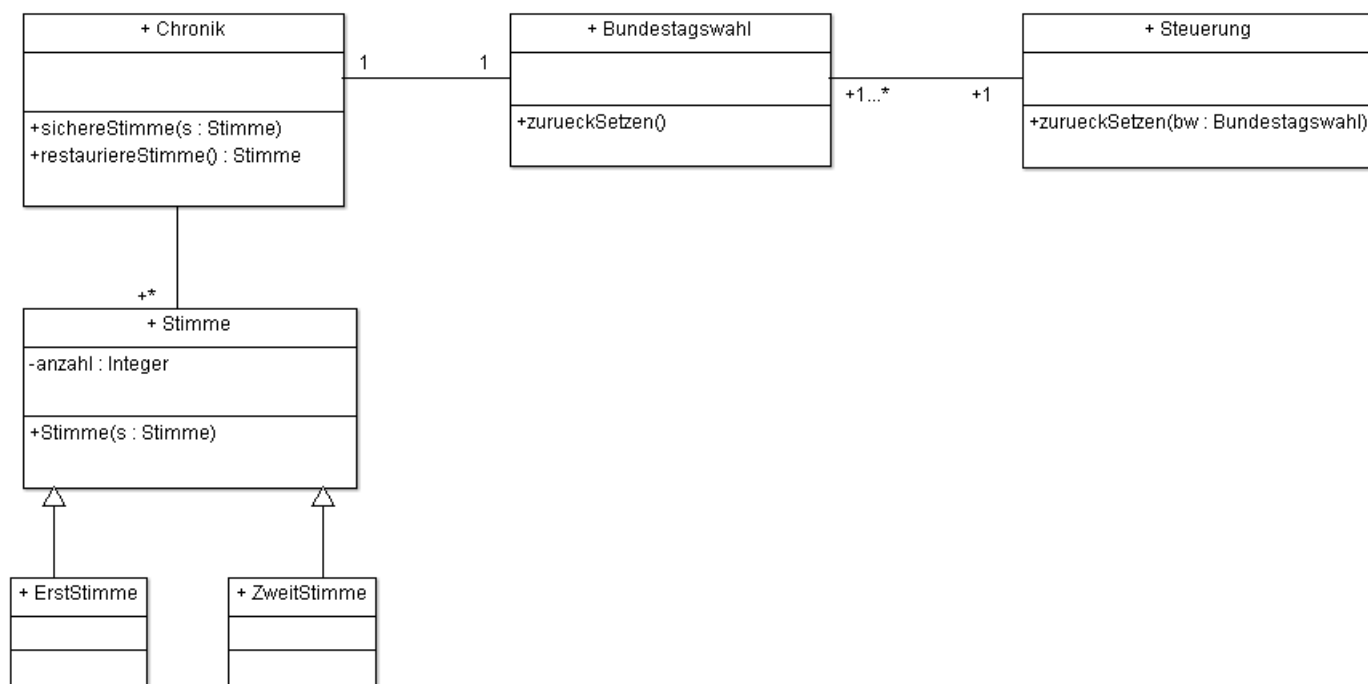 + Chronik
+sichereStimme(s : Stimme)
+restauriereStimme() : Stimme
1
1
+ Bundestagswahl
+zurueckSetzen()
+1...*
+1
+ Steuerung
+zurueckSetzen(bw : Bundestagswahl)
+*
+ Stimme
-anzahl : Integer
+Stimme(s : Stimme)
+ ErstStimme
+ ZweitStimme